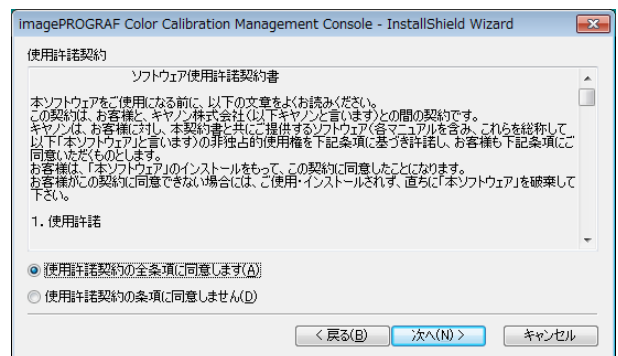 imagePROGRAF Color Calibration Management Console - InstallShield Wizard
使用許諾契約
ソフトウェア使用許諾契約書
本ソフトウェアをご使用になる前に、以下の文章をよくお読みください。
この契約は、お客様と、キヤノン株式会社（以下キヤノンと言います）との間の契約です。
キヤノンは、お客様に対し、本契約書と共にご提供するソフトウェア（各マニュアルを含み、これらを総称して
以下「本ソフトウェア」と言います）の非独占的使用権を下記条項に基づき許諾し、お客様も下記条項にご
同意いただくものとします。
お客様は、「本ソフトウェア」のインストールをもって、この契約に同意したことになります。
お客様がこの契約に同意できない場合には、ご使用・インストールされず、直ちに「本ソフトウェア」を破棄して
下さい。
1. 使用許諾
使用許諾契約の全条項に同意します(A)
使用許諾契約の条項に同意しません(D)
< 戻る(B)
次へ(N) >
キャンセル